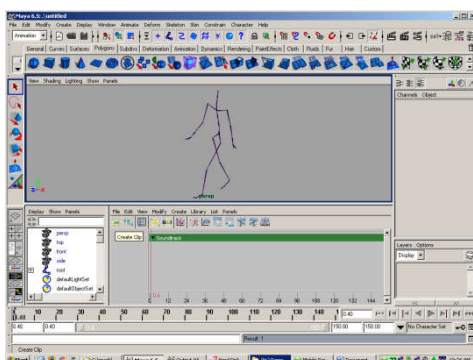 Maya 6.5: untitled
File Edit Modify Create Display Window Animate Deform Skeleton Skin Constrain Character Help
Animation
General Curves Surfaces Polygons Subdivs Deformation Animation Dynamics Rendering PaintEffects Cloth Fluids Fur Hair Custom
View Shading Lighting Show Panels
Channels Object
persp
Display Show Panels
File Edit View Modify Create Library List Panels
Create Clip
Soundtrack
persp
top
front
side
root
defaultLightSet
defaultObjectSet
Layers Options
Display
0 12 24 36 48 60 72 84 96 108 120 132 144
10 20 30 40 50 60 70 80 90 100 110 120 130 140
0.40
0.40 0.40 150.00 150.00 No Character Set
Result: 1
Create Clip